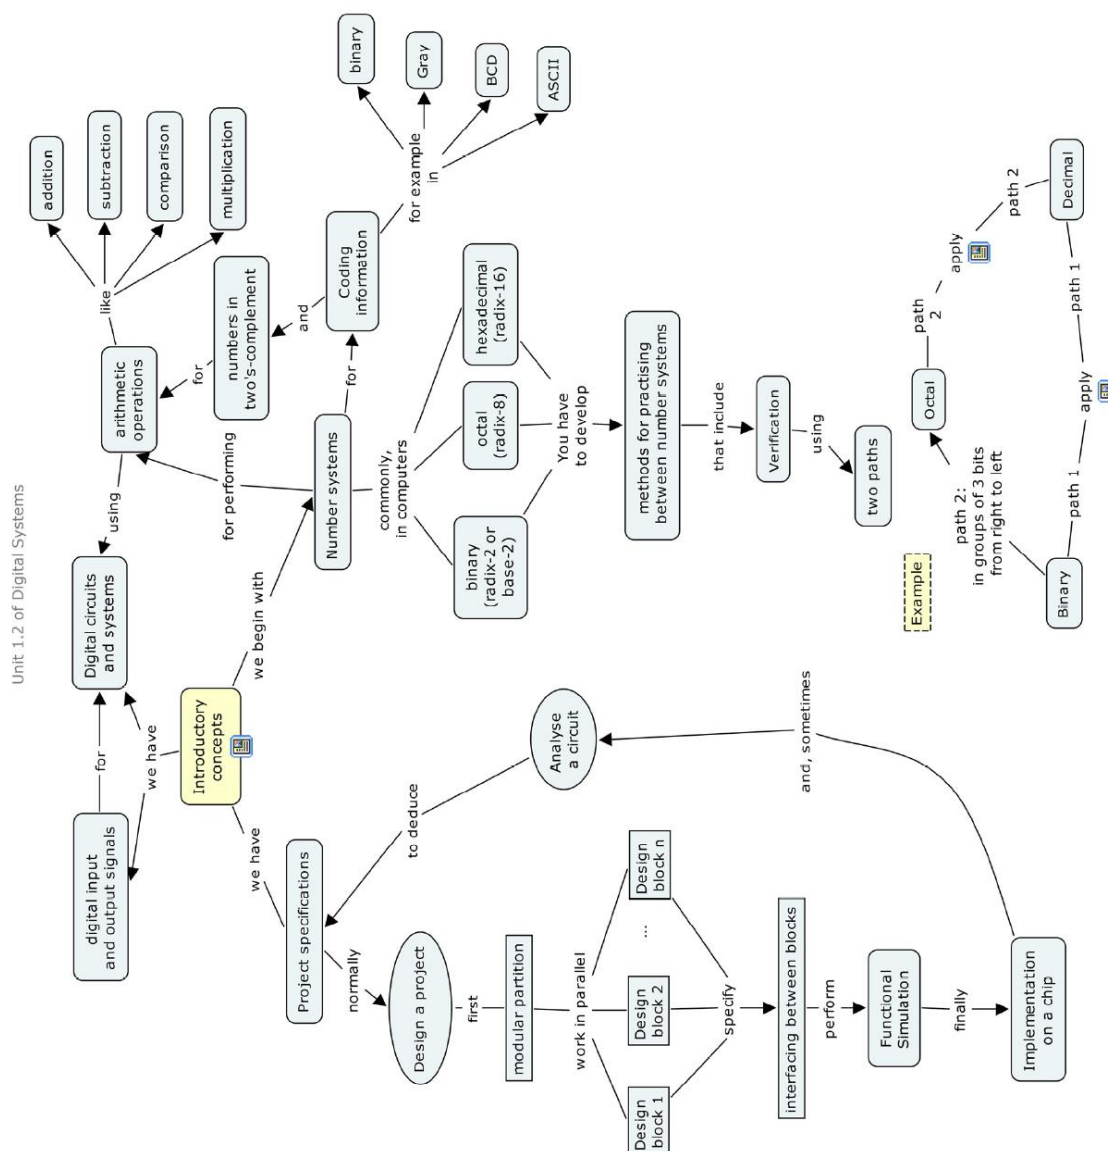 Unit 1.2 of Digital Systems
digital input
and output signals
for
Digital circuits
and systems
we have
using
arithmetic
operations
like
addition
subtraction
comparison
multiplication
Introductory
concepts
we have
we begin with
for performing
for
numbers in
two's-complement
and
Coding
information
for example
in
binary
Gray
BCD
ASCII
Project specifications
Number systems
for
normally
to deduce
commonly,
in computers
Design a project
Analyse
a circuit
binary
(radix-2 or
base-2)
octal
(radix-8)
hexadecimal
(radix-16)
first
modular partition
You have
to develop
work in parallel
methods for practising
between number systems
Design
block 1
Design
block 2
...
Design
block n
that include
specify
Verification
using
interfacing between blocks
and, sometimes
two paths
perform
Functional
Simulation
Example
path 2:
in groups of 3 bits
from right to left
Octal
path
2
apply
path 2
finally
Implementation
on a chip
Binary
path 1
apply
path 1
Decimal